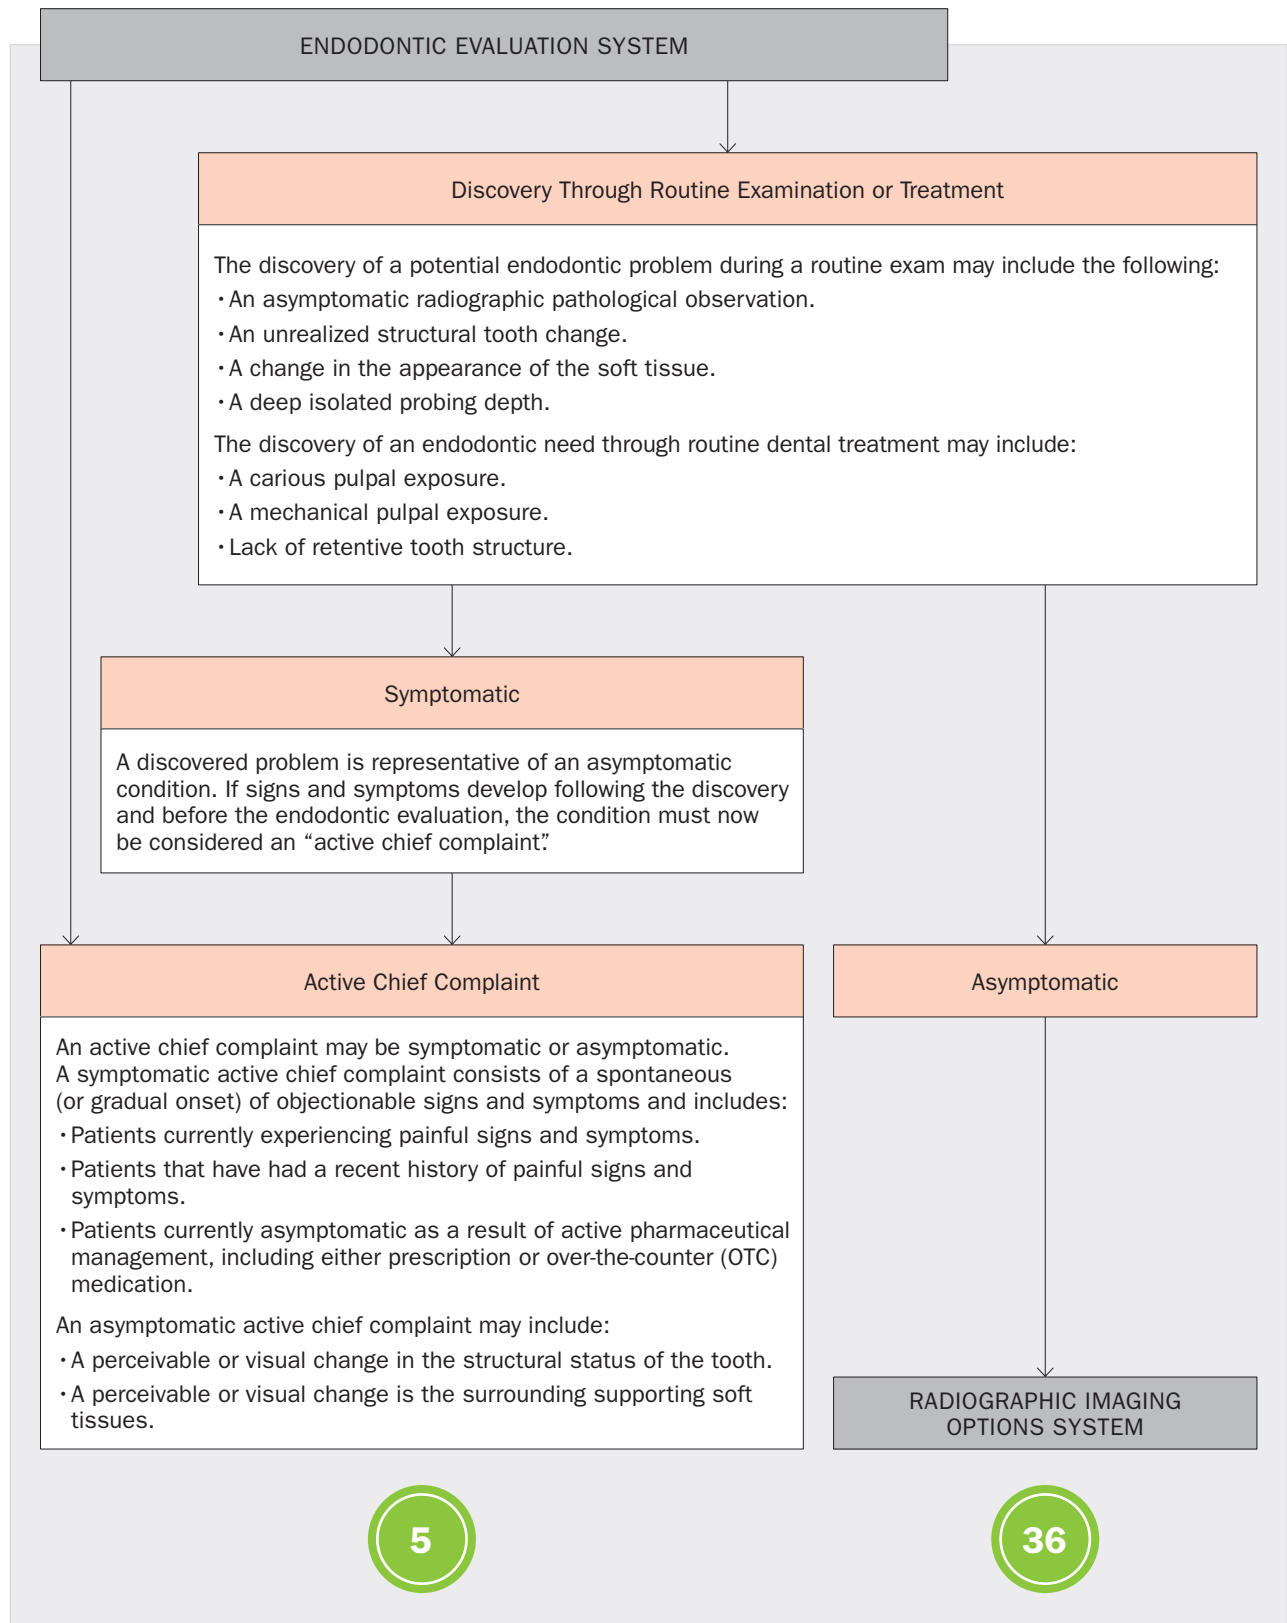 ENDODONTIC EVALUATION SYSTEM
Discovery Through Routine Examination or Treatment
The discovery of a potential endodontic problem during a routine exam may include the following:
· An asymptomatic radiographic pathological observation.
· An unrealized structural tooth change.
· A change in the appearance of the soft tissue.
· A deep isolated probing depth.
The discovery of an endodontic need through routine dental treatment may include:
· A carious pulpal exposure.
· A mechanical pulpal exposure.
· Lack of retentive tooth structure.
Symptomatic
A discovered problem is representative of an asymptomatic
condition. If signs and symptoms develop following the discovery
and before the endodontic evaluation, the condition must now
be considered an “active chief complaint.”
Active Chief Complaint
An active chief complaint may be symptomatic or asymptomatic.
A symptomatic active chief complaint consists of a spontaneous
(or gradual onset) of objectionable signs and symptoms and includes:
· Patients currently experiencing painful signs and symptoms.
· Patients that have had a recent history of painful signs and
symptoms.
· Patients currently asymptomatic as a result of active pharmaceutical
management, including either prescription or over-the-counter (OTC)
medication.
An asymptomatic active chief complaint may include:
· A perceivable or visual change in the structural status of the tooth.
· A perceivable or visual change is the surrounding supporting soft
tissues.
Asymptomatic
RADIOGRAPHIC IMAGING
OPTIONS SYSTEM
5
36